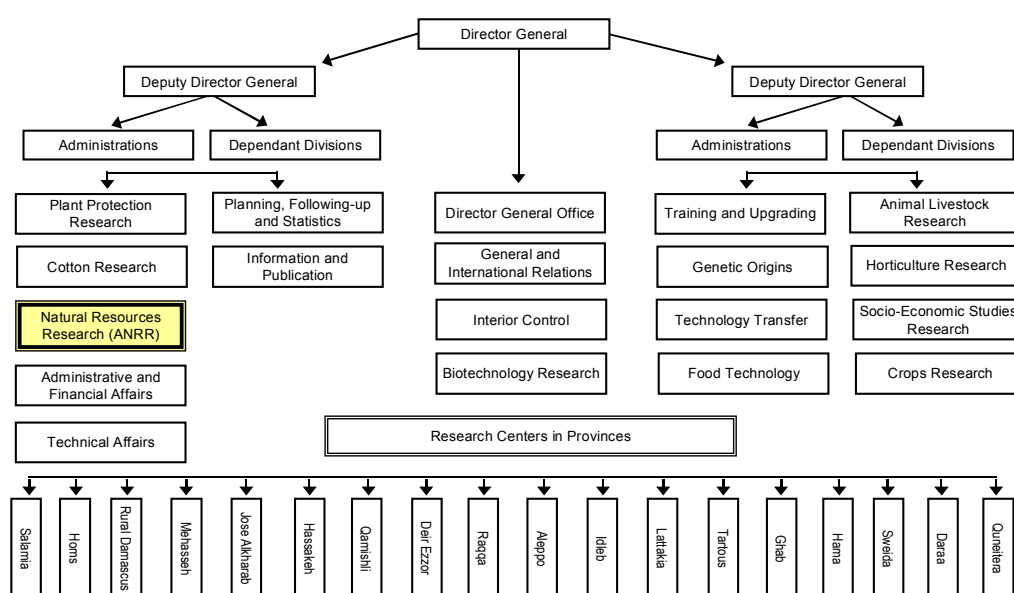 Director General
Deputy Director General
Deputy Director General
Administrations
Dependant Divisions
Administrations
Dependant Divisions
Plant Protection
Research
Planning, Following-up
and Statistics
Director General Office
Training and Upgrading
Animal Livestock
Research
Cotton Research
Information and
Publication
General and
International Relations
Genetic Origins
Horticulture Research
Natural Resources
Research (ANRR)
Interior Control
Technology Transfer
Socio-Economic Studies
Research
Administrative and
Financial Affairs
Biotechnology Research
Food Technology
Crops Research
Technical Affairs
Research Centers in Provinces
Salamia
Homs
Rural Damascus
Mehasseh
Jose Alkharab
Hassakeh
Qamishli
Deir Ezzor
Raqqa
Aleppo
Idleb
Lattakia
Tartous
Ghab
Hama
Sweida
Daraa
Quneitera